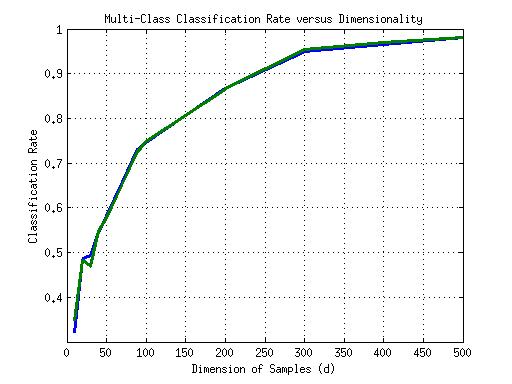 Multi-Class Classification Rate versus Dimensionality
1
0.9
0.8
0.7
0.6
0.5
0.4
Classification Rate
0 50 100 150 200 250 300 350 400 450 500
Dimension of Samples (d)